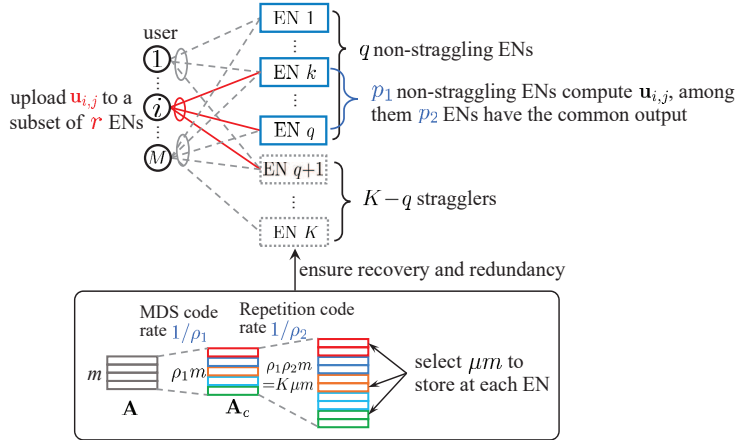 user
EN 1
⋮
q non-straggling ENs
1
⋮
EN k
⋮
upload u_{i,j} to a
subset of r ENs
i
⋮
p_1 non-straggling ENs compute u_{i,j}, among
them p_2 ENs have the common output
EN q
M
EN q+1
⋮
K−q stragglers
EN K
ensure recovery and redundancy
MDS code
rate 1/ρ_1
Repetition code
rate 1/ρ_2
m
A
ρ_1 m
A_c
ρ_1ρ_2 m
=Kμm
select μm to
store at each EN